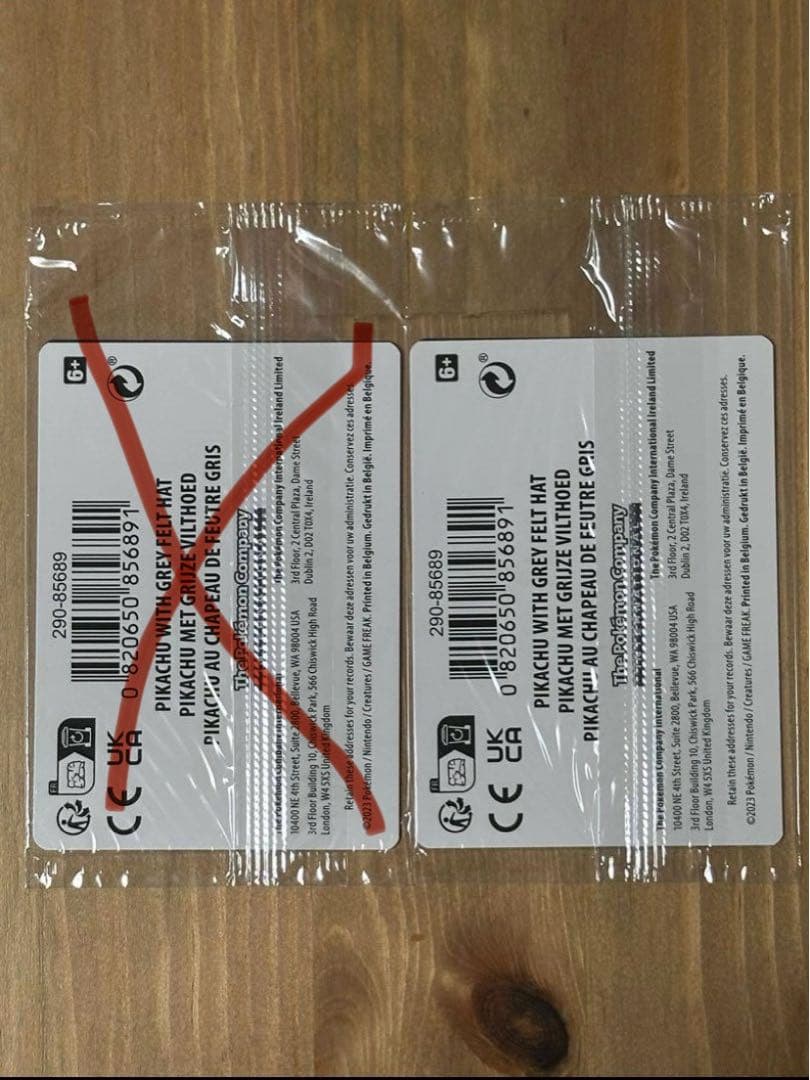 290-85689
0 820650 856891
6+
®
FR
CE
UK
CA
PIKACHU WITH GREY FELT HAT
PIKACHU MET GRIJZE VILTHOED
PIKACHU AU CHAPEAU DE FEUTRE GRIS
The Pokémon Company
INTERNATIONAL
The Pokémon Company International
10400 NE 4th Street, Suite 2800, Bellevue, WA 98004 USA
3rd Floor Building 10, Chiswick Park, 566 Chiswick High Road
London, W4 5XS United Kingdom
The Pokémon Company International Ireland Limited
3rd Floor, 2 Central Plaza, Dame Street
Dublin 2, D02 T0X4, Ireland
Retain these addresses for your records. Bewaar deze adressen voor uw administratie. Conservez ces adresses.
©2023 Pokémon / Nintendo / Creatures / GAME FREAK. Printed in Belgium. Gedrukt in België. Imprimé en Belgique.
290-85689
0 820650 856891
6+
®
FR
CE
UK
CA
PIKACHU WITH GREY FELT HAT
PIKACHU MET GRIJZE VILTHOED
PIKACHU AU CHAPEAU DE FEUTRE GRIS
The Pokémon Company
INTERNATIONAL
The Pokémon Company International
10400 NE 4th Street, Suite 2800, Bellevue, WA 98004 USA
3rd Floor Building 10, Chiswick Park, 566 Chiswick High Road
London, W4 5XS United Kingdom
The Pokémon Company International Ireland Limited
3rd Floor, 2 Central Plaza, Dame Street
Dublin 2, D02 T0X4, Ireland
Retain these addresses for your records. Bewaar deze adressen voor uw administratie. Conservez ces adresses.
©2023 Pokémon / Nintendo / Creatures / GAME FREAK. Printed in Belgium. Gedrukt in België. Imprimé en Belgique.